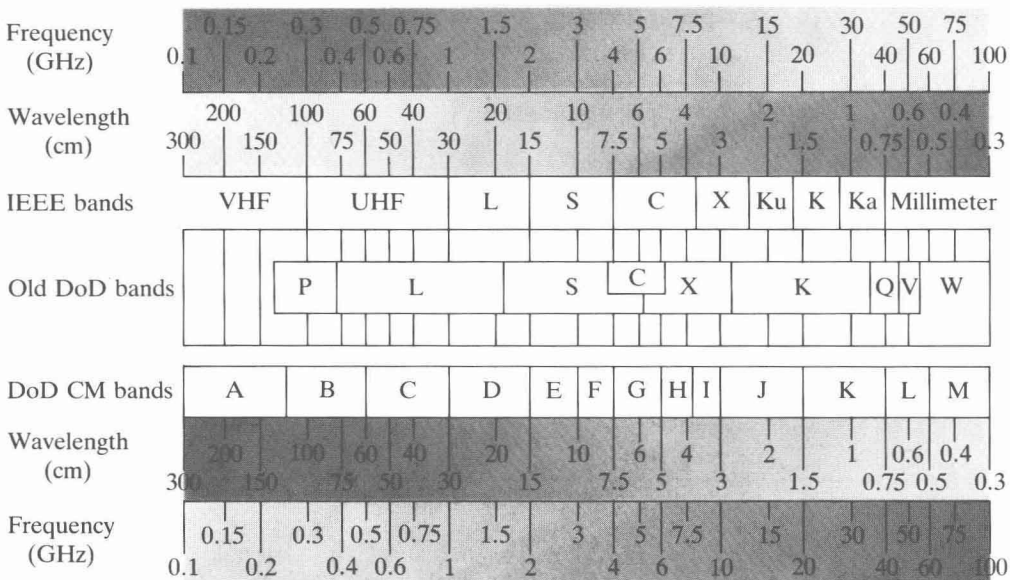 Frequency (GHz)
0.15 0.3 0.5 0.75 1.5 3 5 7.5 15 30 50 75
0.1 0.2 0.4 0.6 1 2 4 6 10 20 40 60 100
Wavelength (cm)
200 100 60 40 20 10 6 4 2 1 0.6 0.4
300 150 75 50 30 15 7.5 5 3 1.5 0.75 0.5 0.3
IEEE bands VHF UHF L S C X Ku K Ka Millimeter
Old DoD bands P L S C X K Q V W
DoD CM bands A B C D E F G H I J K L M
Wavelength (cm)
200 100 60 40 20 10 6 4 2 1 0.6 0.4
300 150 75 50 30 15 7.5 5 3 1.5 0.75 0.5 0.3
Frequency (GHz)
0.15 0.3 0.5 0.75 1.5 3 5 7.5 15 30 50 75
0.1 0.2 0.4 0.6 1 2 4 6 10 20 40 60 100